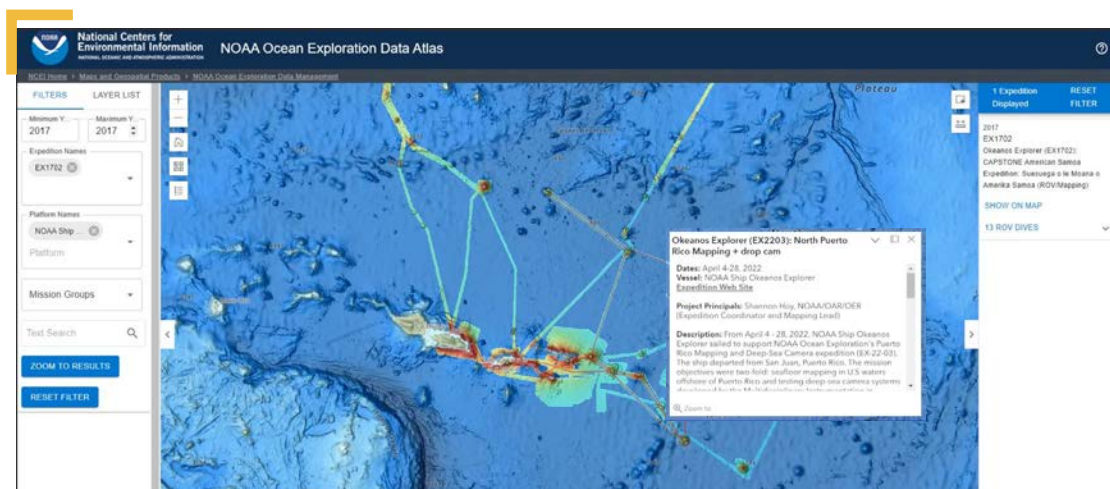 NOAA
National Centers for
Environmental Information
NATIONAL OCEANIC AND ATMOSPHERIC ADMINISTRATION
NOAA Ocean Exploration Data Atlas
NCEI Home › Maps and Geospatial Products › NOAA Ocean Exploration Data Management
FILTERS LAYER LIST
Minimum Y... Maximum Y...
2017 2017
Expedition Names
EX1702
Platform Names
NOAA Ship ...
Platform
Mission Groups
Text Search
ZOOM TO RESULTS
RESET FILTER
Plateau
Okeanos Explorer (EX2203): North Puerto
Rico Mapping + drop cam
Dates: April 4-28, 2022
Vessel: NOAA Ship Okeanos Explorer
Expedition Web Site
Project Principals: Shannon Hoy, NOAA/OAR/OER
(Expedition Coordinator and Mapping Lead)
Description: From April 4 - 28, 2022, NOAA Ship Okeanos
Explorer sailed to support NOAA Ocean Exploration's Puerto
Rico Mapping and Deep-Sea Camera expedition (EX-22-03).
The ship departed from San Juan, Puerto Rico. The mission
objectives were two-fold: seafloor mapping in U.S waters
offshore of Puerto Rico and testing deep-sea camera systems
developed by the Multidisciplinary Instrumentation in
Zoom to
1 Expedition RESET
Displayed FILTER
2017
EX1702
Okeanos Explorer (EX1702):
CAPSTONE American Samoa
Expedition: Suesuega o le Moana o
Amerika Samoa (ROV/Mapping)
SHOW ON MAP
13 ROV DIVES